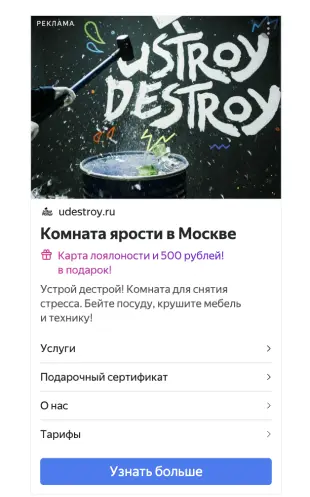 РЕКЛАМА
USTROY
DESTROY
udestroy.ru
Комната ярости в Москве
Карта лояльности и 500 рублей!
в подарок!
Устрой дестрой! Комната для снятия
стресса. Бейте посуду, крушите мебель
и технику!
Услуги
Подарочный сертификат
О нас
Тарифы
Узнать больше